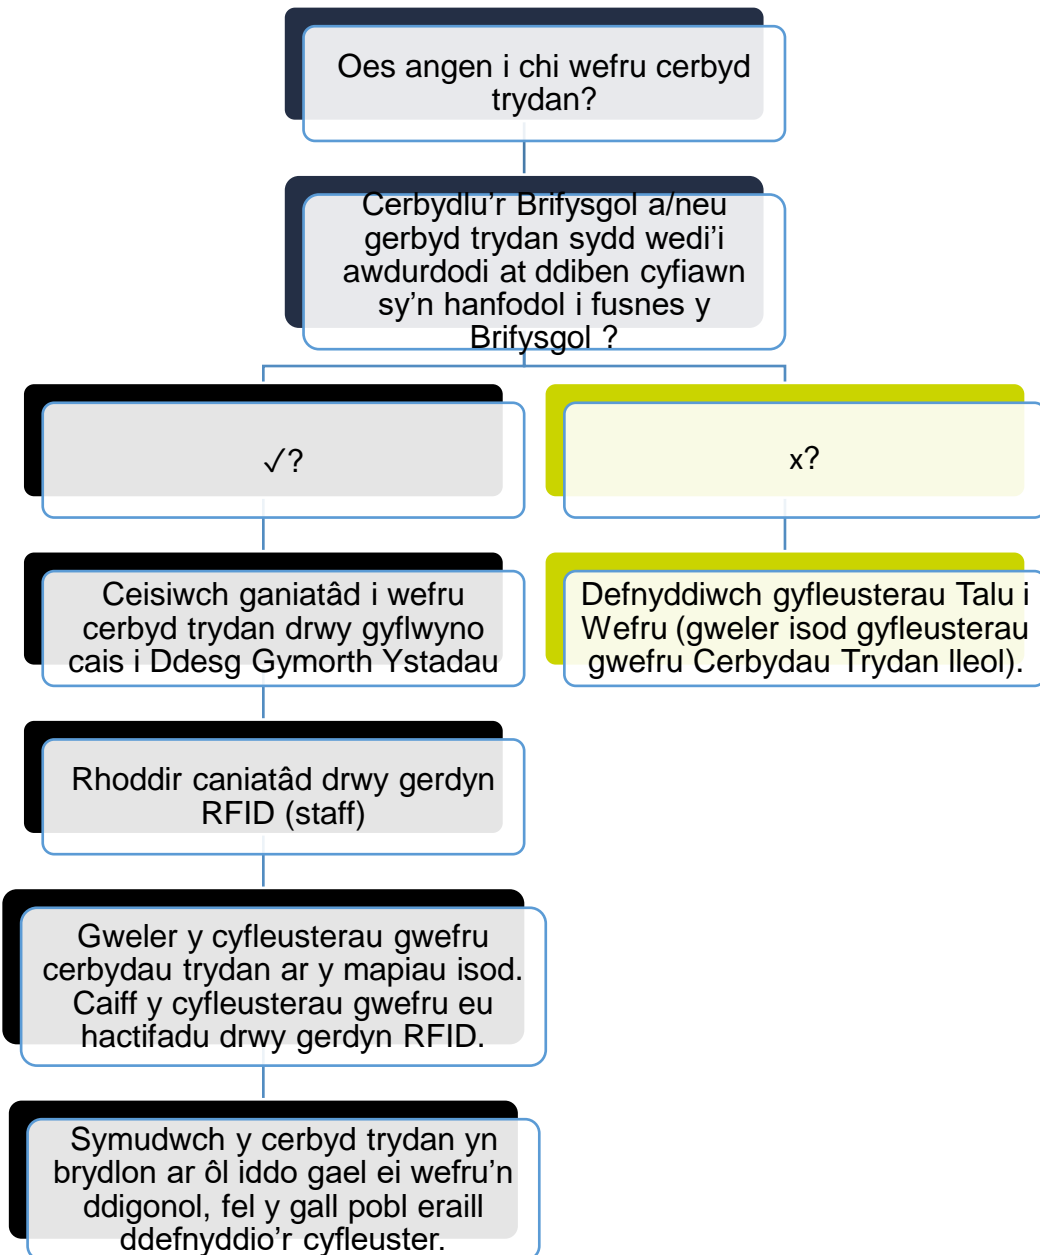 Oes angen i chi wefru cerbyd
trydan?
Cerbydlu’r Brifysgol a/neu
gerbyd trydan sydd wedi’i
awdurdodi at ddiben cyfiawn
sy’n hanfodol i fusnes y
Brifysgol ?
✓?
x?
Ceisiwch ganiatâd i wefru
cerbyd trydan drwy gyflwyno
cais i Ddesg Gymorth Ystadau
Defnyddiwch gyfleusterau Talu i
Wefru (gweler isod gyfleusterau
gwefru Cerbydau Trydan lleol).
Rhoddir caniatâd drwy gerdyn
RFID (staff)
Gweler y cyfleusterau gwefru
cerbydau trydan ar y mapiau isod.
Caiff y cyfleusterau gwefru eu
hactifadu drwy gerdyn RFID.
Symudwch y cerbyd trydan yn
brydlon ar ôl iddo gael ei wefru’n
ddigonol, fel y gall pobl eraill
ddefnyddio’r cyfleuster.